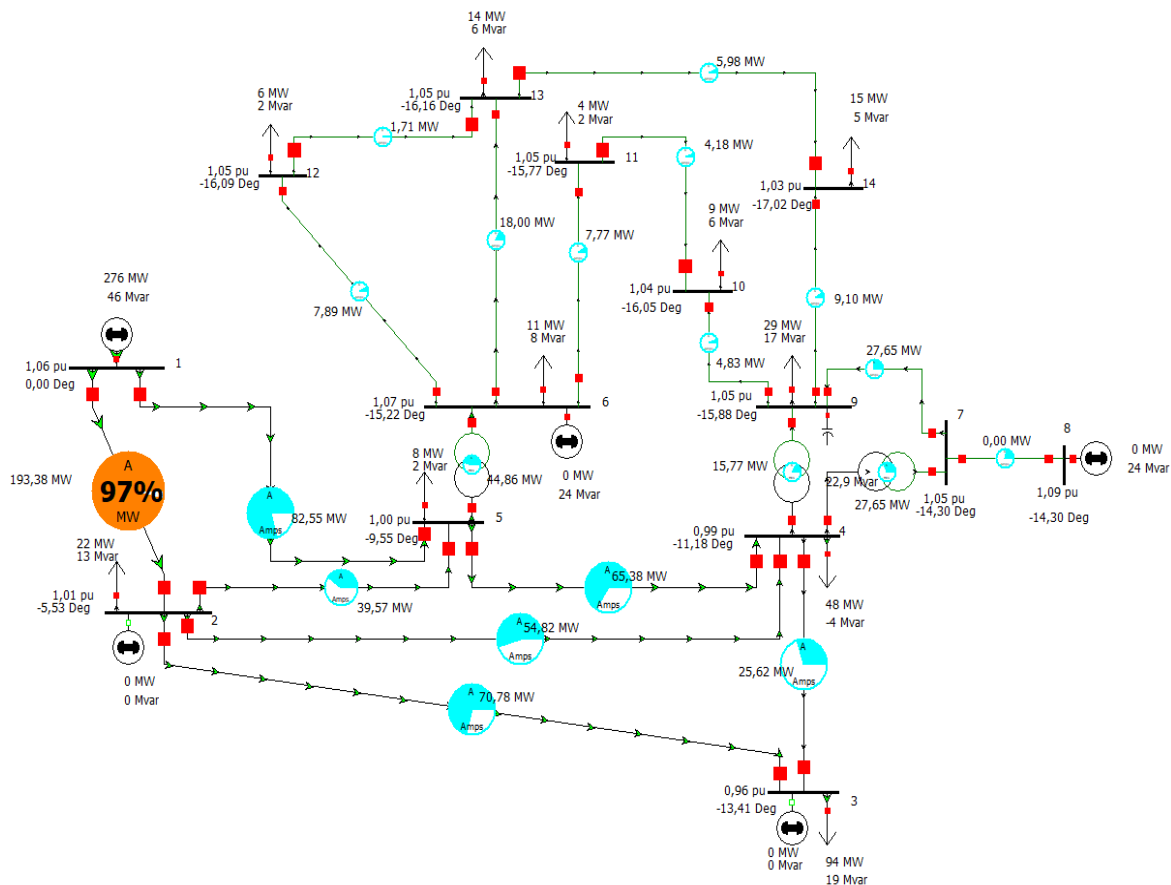 14 MW
6 Mvar
5,98 MW
1,05 pu
13
-16,16 Deg
6 MW
2 Mvar
1,71 MW
4 MW
2 Mvar
15 MW
5 Mvar
4,18 MW
1,05 pu
11
-15,77 Deg
1,05 pu
12
-16,09 Deg
1,03 pu
14
-17,02 Deg
18,00 MW
7,77 MW
9 MW
6 Mvar
1,04 pu
10
-16,05 Deg
7,89 MW
9,10 MW
276 MW
46 Mvar
11 MW
8 Mvar
29 MW
17 Mvar
4,83 MW
27,65 MW
1,06 pu
1
0,00 Deg
1,07 pu
6
-15,22 Deg
1,05 pu
9
-15,88 Deg
7
8
0,00 MW
0 MW
24 Mvar
8 MW
2 Mvar
44,86 MW
0 MW
24 Mvar
15,77 MW
22,9 Mvar
27,65 MW
1,05 pu
-14,30 Deg
1,09 pu
-14,30 Deg
193,38 MW
A
97%
MW
A
82,55 MW
Amps
1,00 pu
5
-9,55 Deg
0,99 pu
4
-11,18 Deg
22 MW
13 Mvar
A
Amps
39,57 MW
A
65,38 MW
Amps
1,01 pu
2
-5,53 Deg
48 MW
-4 Mvar
A
54,82 MW
Amps
0 MW
0 Mvar
A
25,62 MW
Amps
A
70,78 MW
Amps
0,96 pu
3
-13,41 Deg
0 MW
0 Mvar
94 MW
19 Mvar